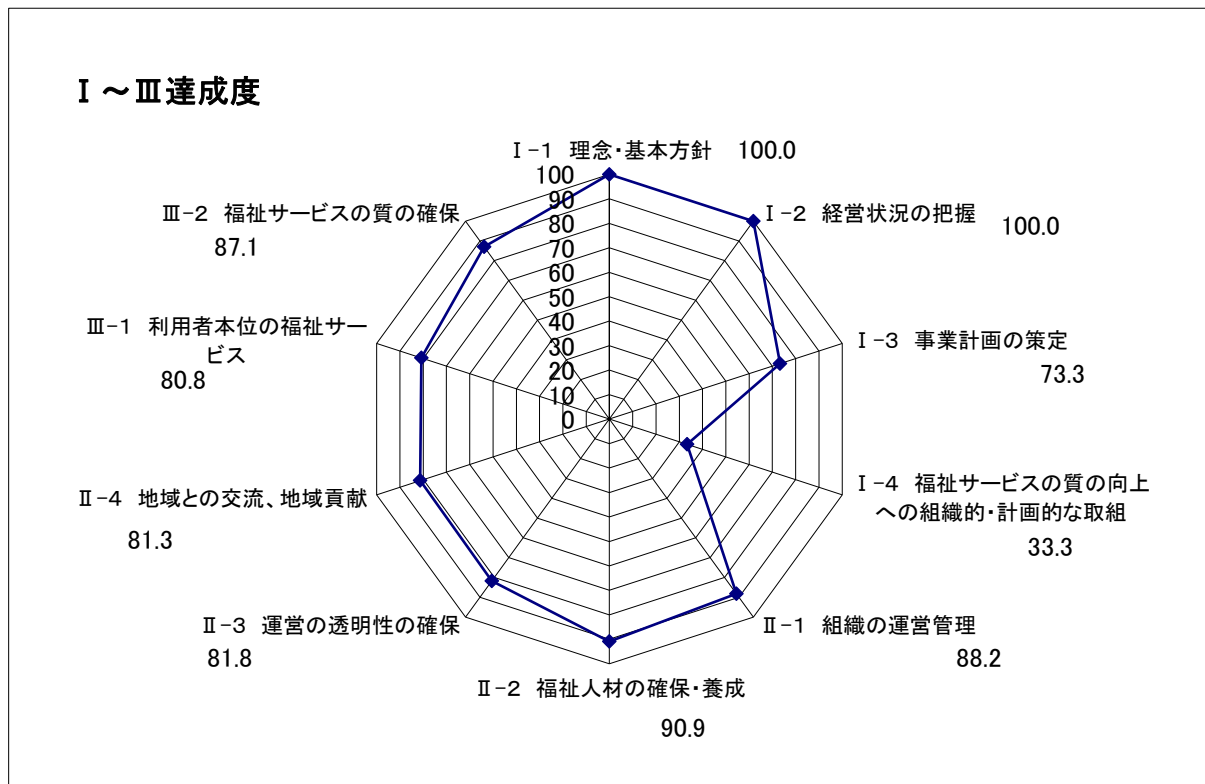 Ⅰ～Ⅲ達成度
Ⅰ-1 理念・基本方針 100.0
Ⅰ-2 経営状況の把握
100.0
Ⅰ-3 事業計画の策定
73.3
Ⅰ-4 福祉サービスの質の向上
への組織的・計画的な取組
33.3
Ⅱ-1 組織の運営管理
88.2
Ⅱ-2 福祉人材の確保・養成
90.9
Ⅱ-3 運営の透明性の確保
81.8
Ⅱ-4 地域との交流、地域貢献
81.3
Ⅲ-1 利用者本位の福祉サー
ビス
80.8
Ⅲ-2 福祉サービスの質の確保
87.1
100
90
80
70
60
50
40
30
20
10
0